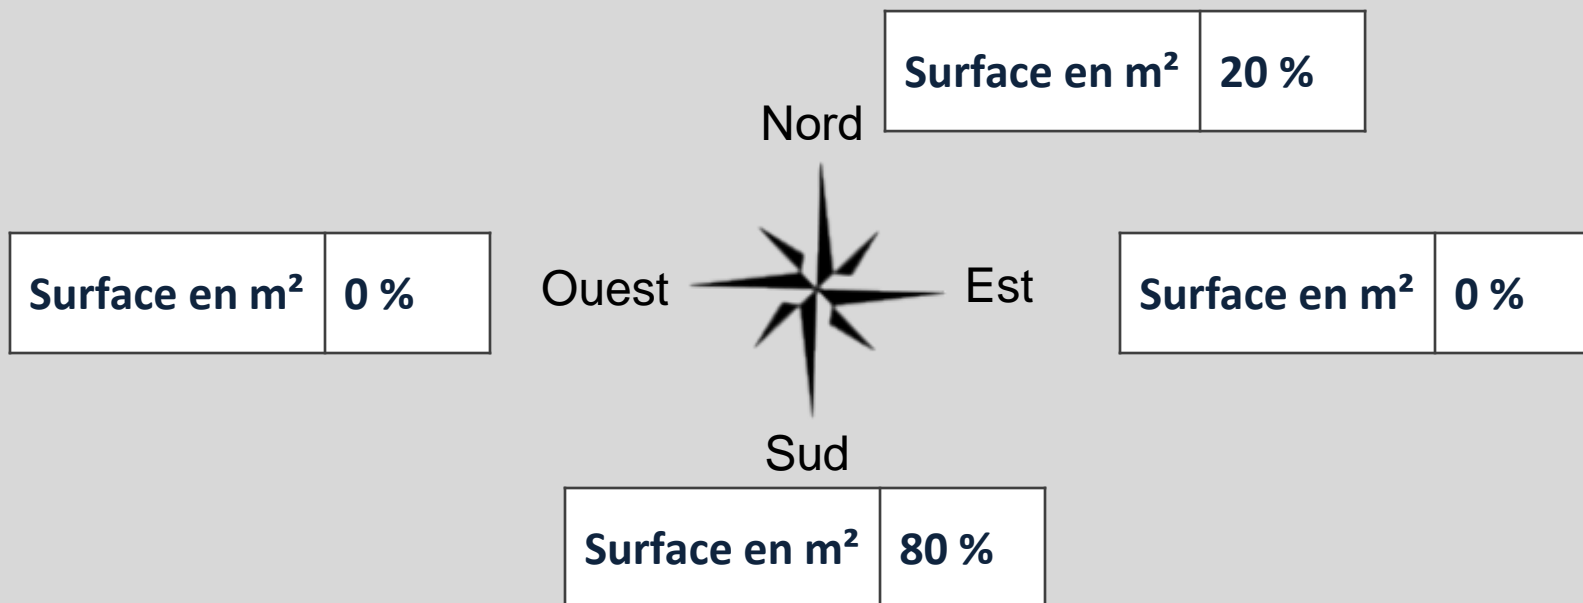 Surface en m² 20 %
Nord
Surface en m² 0 %
Ouest
Est
Surface en m² 0 %
Sud
Surface en m² 80 %